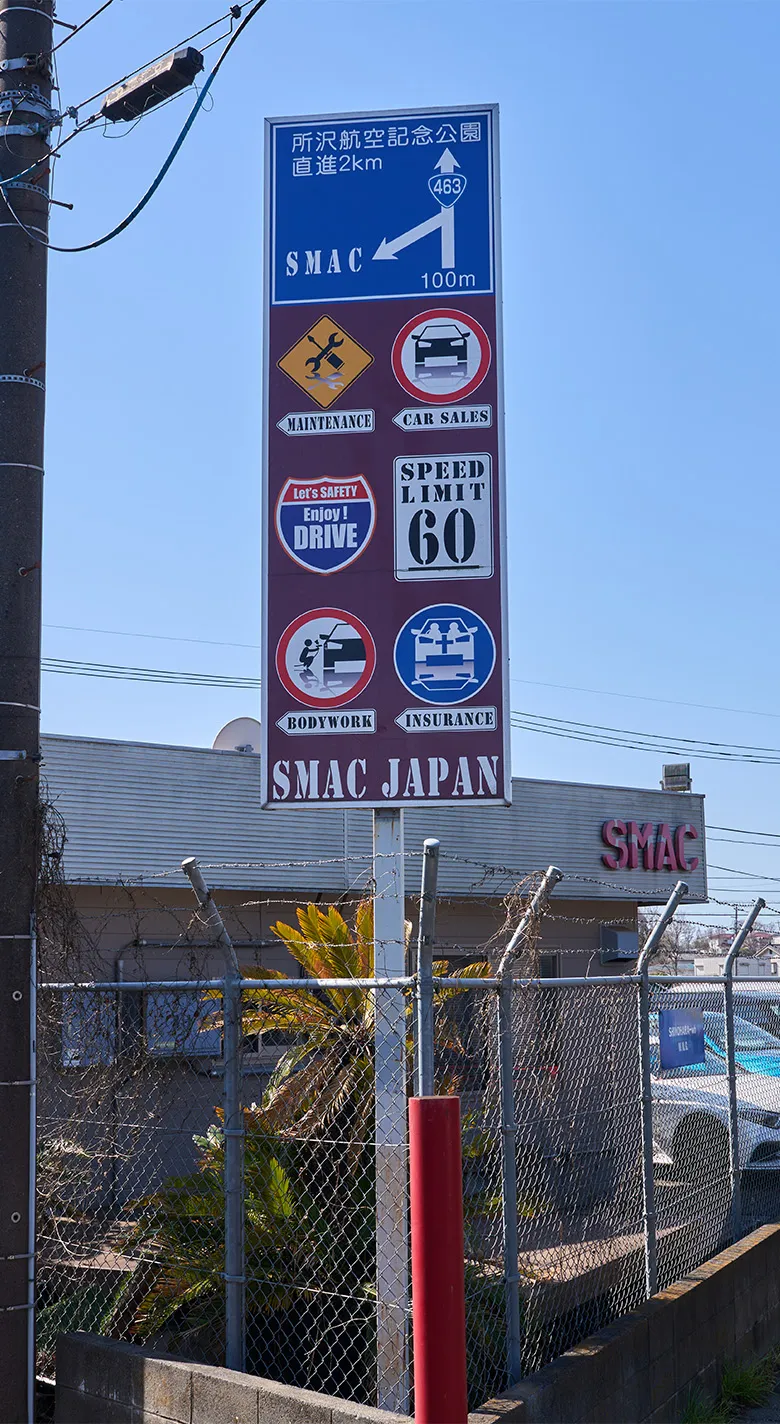 所沢航空記念公園
直進2km
463
SMAC
100m
MAINTENANCE
CAR SALES
Let's SAFETY
Enjoy!
DRIVE
SPEED
LIMIT
60
BODYWORK
INSURANCE
SMAC JAPAN
SMAC